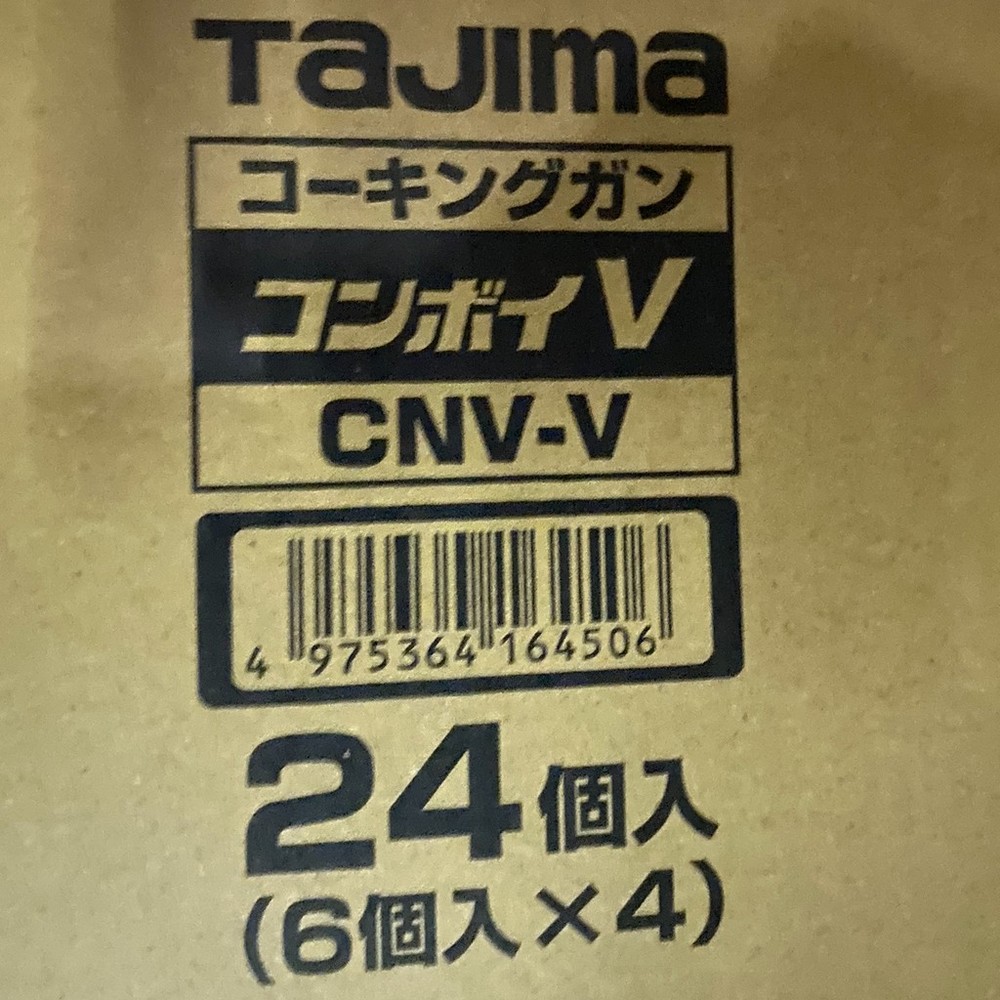 Tajima
コーキングガン
コンボイV
CNV-V
4 975364 164506
24個入
(6個入×4)